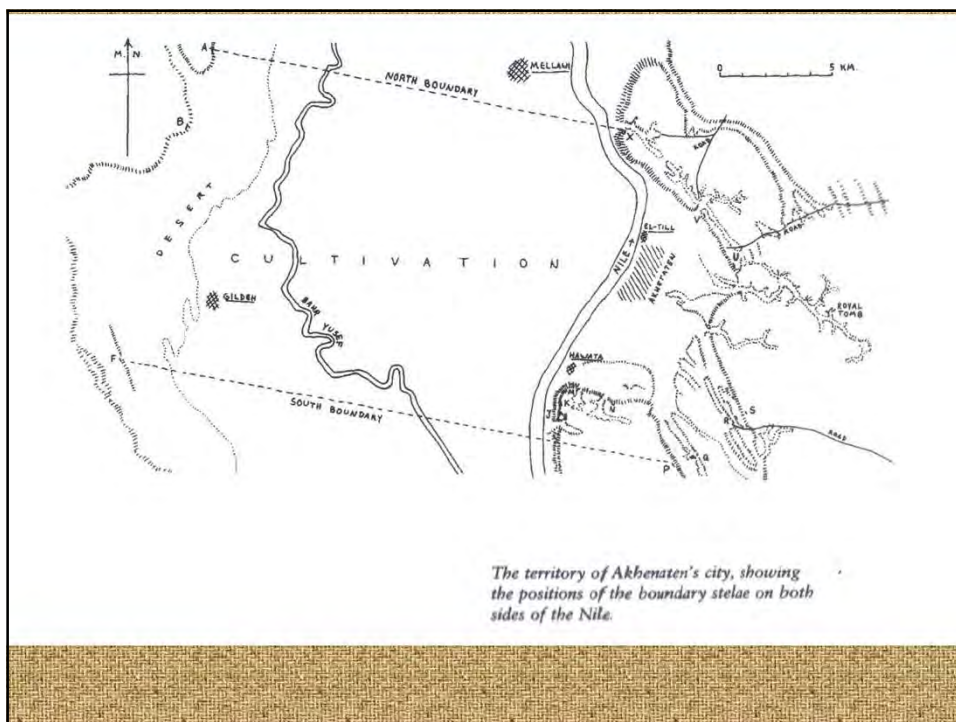 M. N.
A
NORTH BOUNDARY
MELLAWI
0 5 KM.
B
X
ROAD
DESERT
V
EL-TILL
ROAD
U
CULTIVATION
NILE
AKHETATEN
GILDEH
ROYAL
TOMB
BAHR YUSEF
F
HAWATA
SOUTH BOUNDARY
M
K
N
J
S
R
ROAD
P
Q
The territory of Akhenaten's city, showing
the positions of the boundary stelae on both
sides of the Nile.